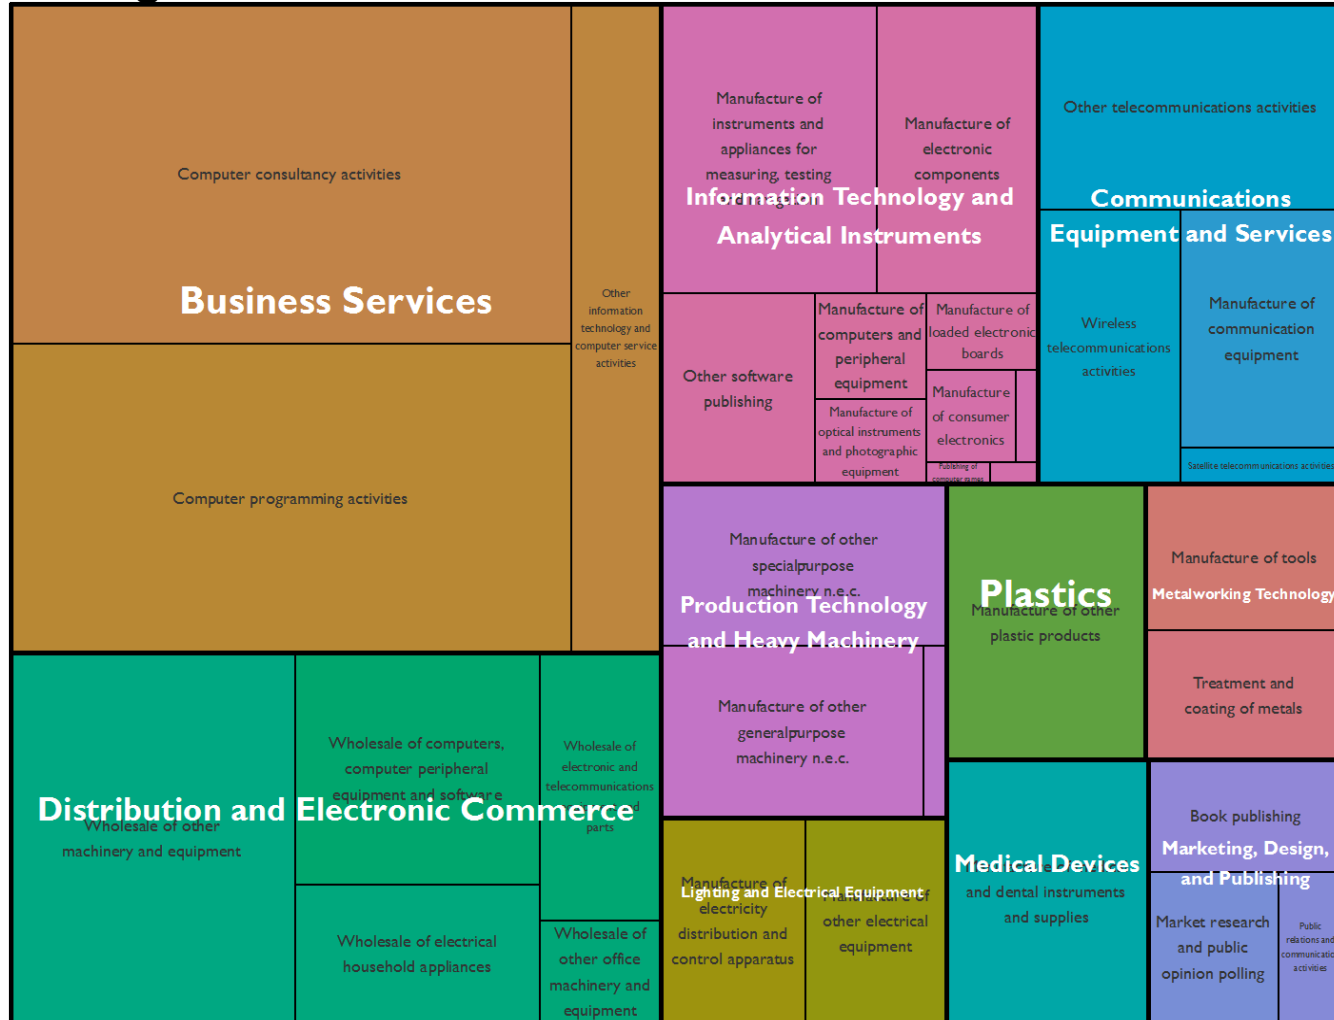 Computer consultancy activities
Business Services
Computer programming activities
Other
information
technology and
computer service
activities
Manufacture of
instruments and
appliances for
measuring, testing
Manufacture of
electronic
components
Information Technology and
Analytical Instruments
Other software
publishing
Manufacture of
computers and
peripheral
equipment
Manufacture of
optical instruments
and photographic
equipment
Manufacture of
loaded electronic
boards
Manufacture
of consumer
electronics
Publishing of
computer games
Other telecommunications activities
Communications
Equipment and Services
Wireless
telecommunications
activities
Manufacture of
communication
equipment
Satellite telecommunications activities
Wholesale of other
machinery and equipment
Distribution and Electronic Commerce
Wholesale of computers,
computer peripheral
equipment and software
Wholesale of
electronic and
telecommunications
parts
Wholesale of electrical
household appliances
Wholesale of
other office
machinery and
equipment
Manufacture of other
specialpurpose
machinery n.e.c.
Production Technology
and Heavy Machinery
Manufacture of other
generalpurpose
machinery n.e.c.
Plastics
Manufacture of other
plastic products
Manufacture of tools
Metalworking Technology
Treatment and
coating of metals
Manufacture of
electricity
distribution and
control apparatus
Lighting and Electrical Equipment
Manufacture of
other electrical
equipment
Medical Devices
and dental instruments
and supplies
Book publishing
Marketing, Design,
and Publishing
Market research
and public
opinion polling
Public
relations and
communication
activities